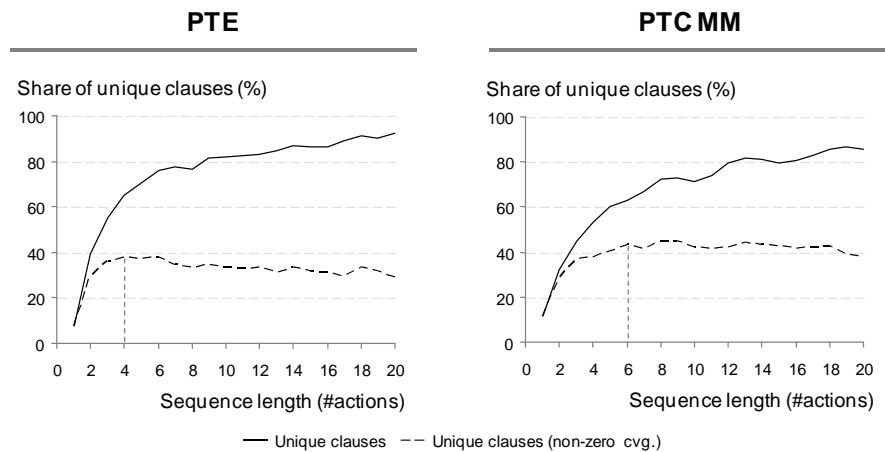 PTE
PTC MM
Share of unique clauses (%)
Share of unique clauses (%)
100
80
60
40
20
0
0 2 4 6 8 10 12 14 16 18 20
Sequence length (#actions)
100
80
60
40
20
0
0 2 4 6 8 10 12 14 16 18 20
Sequence length (#actions)
Unique clauses
Unique clauses (non-zero cvg.)